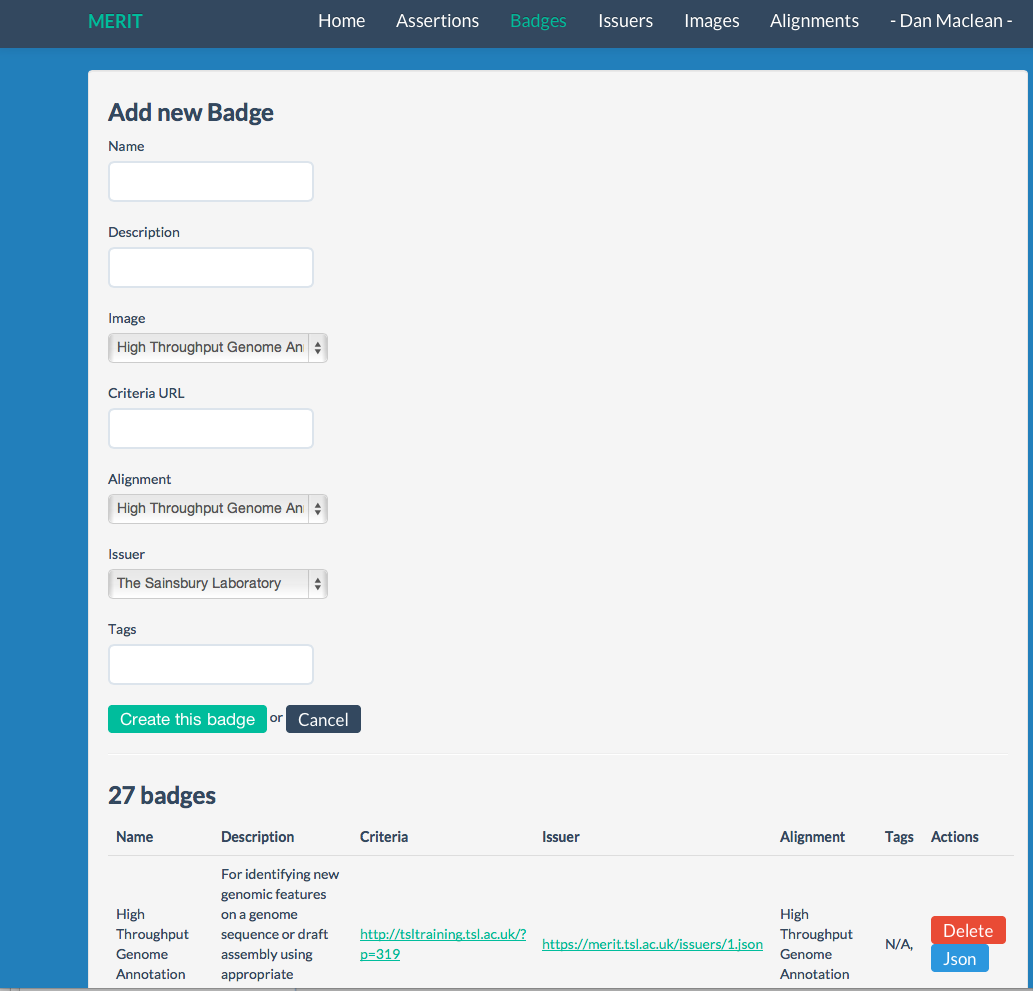 MERIT Home Assertions Badges Issuers Images Alignments - Dan Maclean -
Add new Badge
Name
Description
Image
High Throughput Genome An
Criteria URL
Alignment
High Throughput Genome An
Issuer
The Sainsbury Laboratory
Tags
Create this badge or Cancel
27 badges
Name Description Criteria Issuer Alignment Tags Actions
High
Throughput
Genome
Annotation
For identifying new
genomic features
on a genome
sequence or draft
assembly using
appropriate
http://tsltraining.tsl.ac.uk/?
p=319
https://merit.tsl.ac.uk/issuers/1.json
High
Throughput
Genome
Annotation
N/A,
Delete
Json